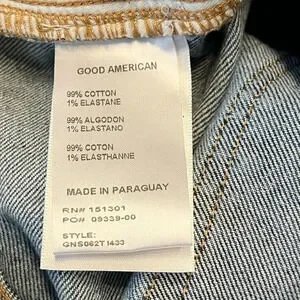 GOOD AMERICAN
99% COTTON
1% ELASTANE
99% ALGODON
1% ELASTANO
99% COTON
1% ELASTHANNE
MADE IN PARAGUAY
RN# 151301
PO# 09339-00
STYLE:
GNS062T1433